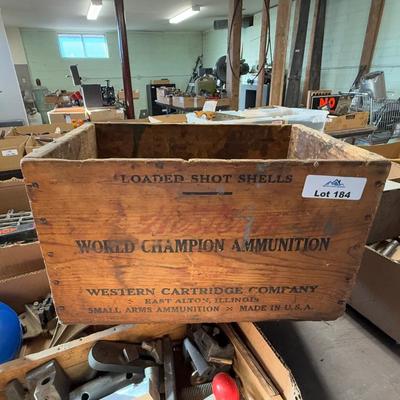 LOADED SHOT SHELLS
Lot 184
WORLD CHAMPION AMMUNITION
WESTERN CARTRIDGE COMPANY
EAST ALTON, ILLINOIS
SMALL ARMS AMMUNITION MADE IN U.S.A.
NO